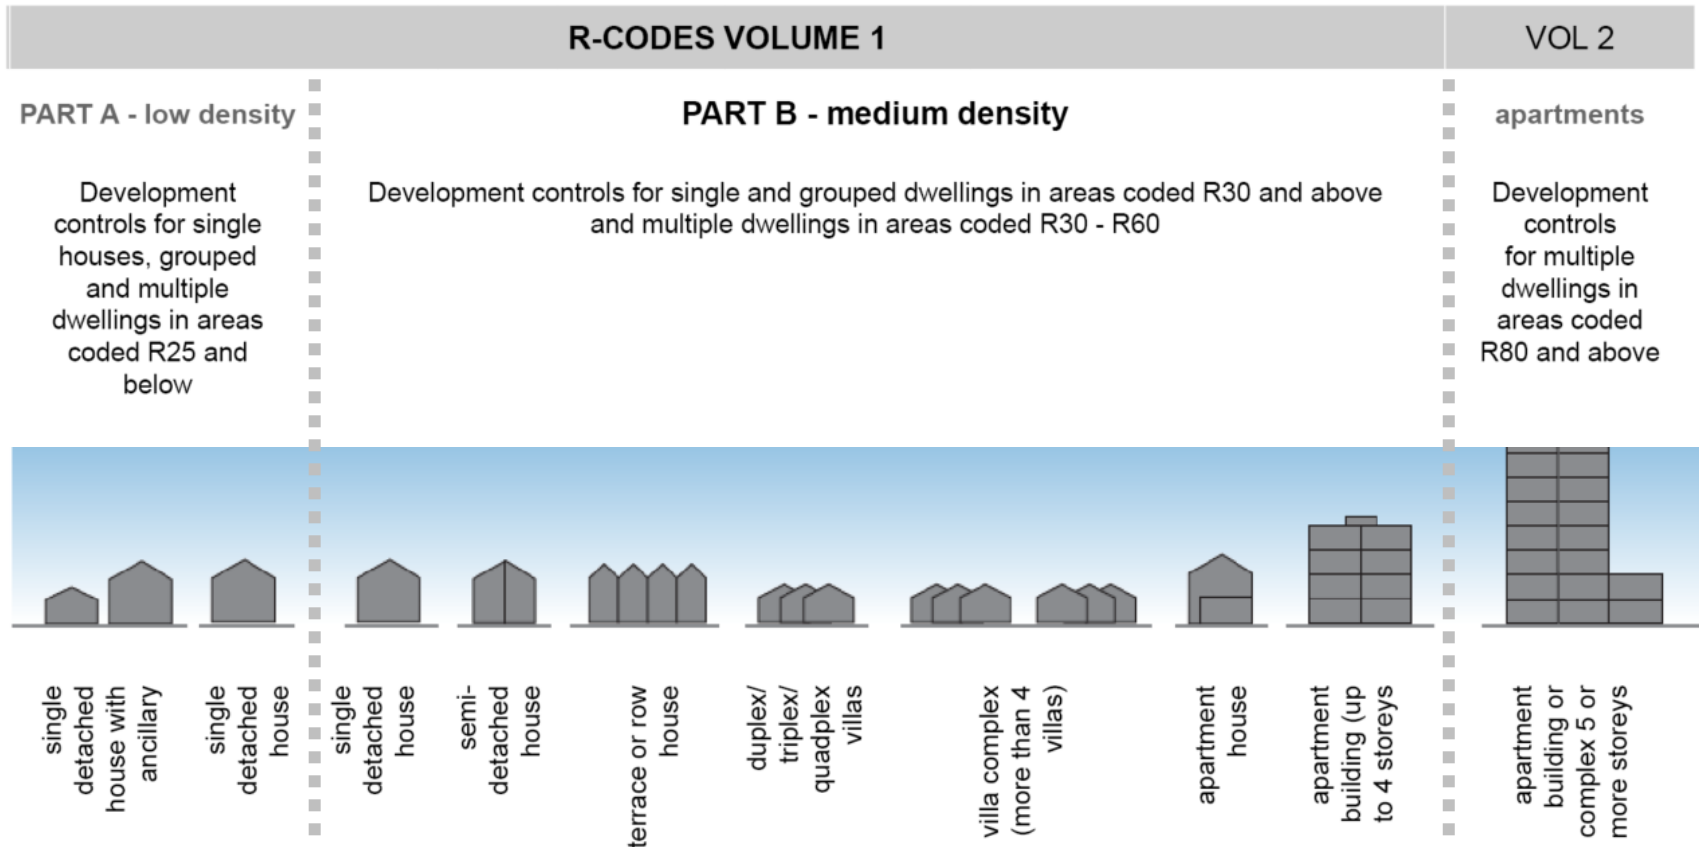 R-CODES VOLUME 1
VOL 2
PART A - low density
PART B - medium density
apartments
Development
controls for single
houses, grouped
and multiple
dwellings in areas
coded R25 and
below
Development controls for single and grouped dwellings in areas coded R30 and above
and multiple dwellings in areas coded R30 - R60
Development
controls
for multiple
dwellings in
areas coded
R80 and above
single
detached
house with
ancillary
single
detached
house
single
detached
house
semi-
detached
house
terrace or row
house
duplex/
triplex/
quadplex
villas
villa complex
(more than 4
villas)
apartment
house
apartment
building (up
to 4 storeys
apartment
building or
complex 5 or
more storeys